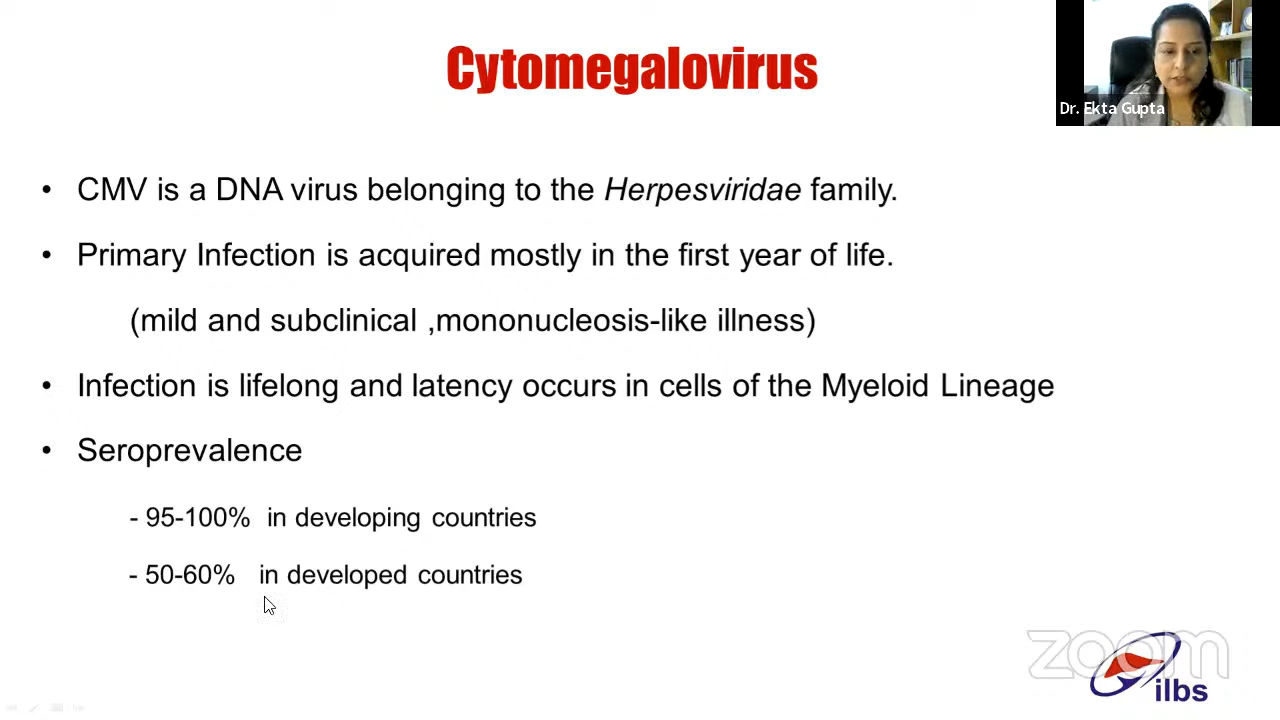 Cytomegalovirus
Dr. Ekta Gupta
• CMV is a DNA virus belonging to the Herpesviridae family.
• Primary Infection is acquired mostly in the first year of life.
(mild and subclinical ,mononucleosis-like illness)
• Infection is lifelong and latency occurs in cells of the Myeloid Lineage
• Seroprevalence
- 95-100% in developing countries
- 50-60% in developed countries
zoom
ilbs